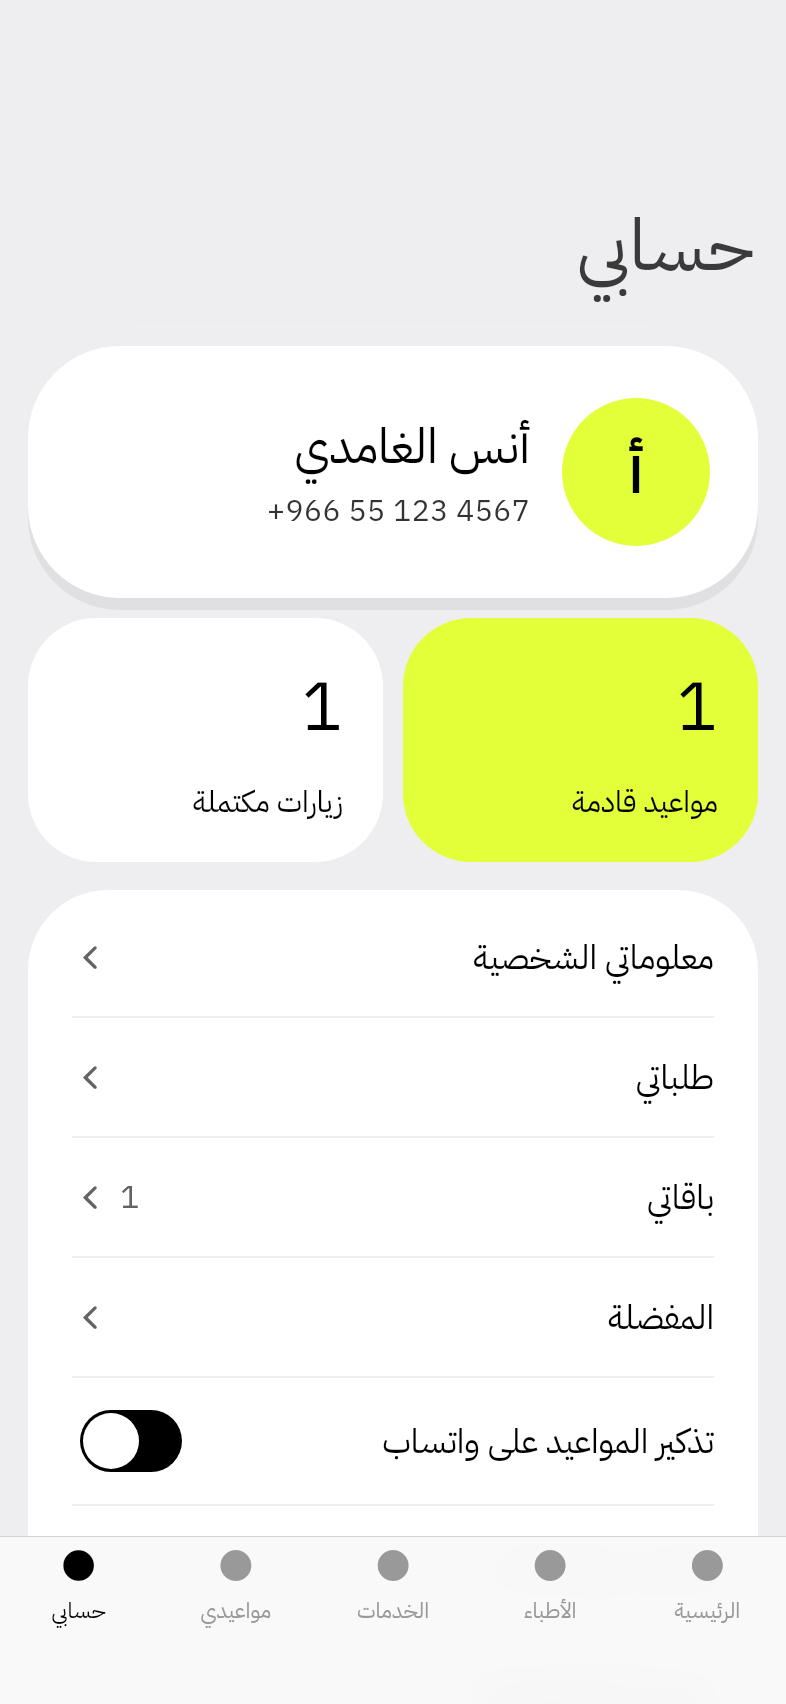 حسابي
أ
أنس الغامدي
+966 55 123 4567
1
مواعيد قادمة
1
زيارات مكتملة
معلوماتي الشخصية
طلباتي
باقاتي
1
المفضلة
تذكير المواعيد على واتساب
الرئيسية
الأطباء
الخدمات
مواعيدي
حسابي